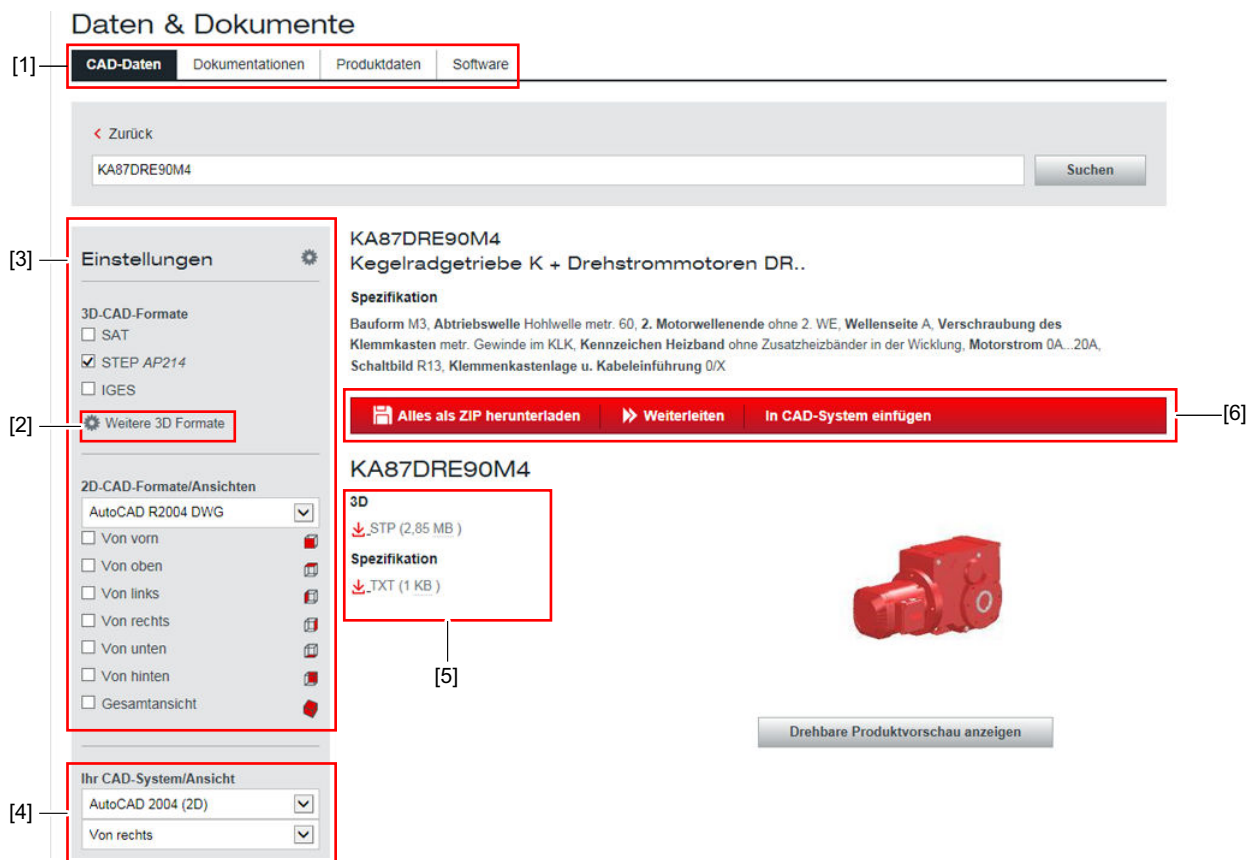 Daten & Dokumente
[1]
CAD-Daten Dokumentationen Produktdaten Software
Zurück
KA87DRE90M4 Suchen
[3]
Einstellungen
3D-CAD-Formate
SAT
STEP AP214
IGES
[2]
Weitere 3D Formate
2D-CAD-Formate/Ansichten
AutoCAD R2004 DWG
Von vorn
Von oben
Von links
Von rechts
Von unten
Von hinten
Gesamtansicht
Ihr CAD-System/Ansicht
[4]
AutoCAD 2004 (2D)
Von rechts
KA87DRE90M4
Kegelradgetriebe K + Drehstrommotoren DR..
Spezifikation
Bauform M3, Abtriebswelle Hohlwelle metr. 60, 2. Motorwellenende ohne 2. WE, Wellenseite A, Verschraubung des
Klemmkasten metr. Gewinde im KLK, Kennzeichen Heizband ohne Zusatzheizbänder in der Wicklung, Motorstrom 0A...20A,
Schaltbild R13, Klemmenkastenlage u. Kabeleinführung 0/X
Alles als ZIP herunterladen Weiterleiten In CAD-System einfügen
[6]
KA87DRE90M4
3D
STP (2,85 MB )
Spezifikation
TXT (1 KB )
[5]
Drehbare Produktvorschau anzeigen